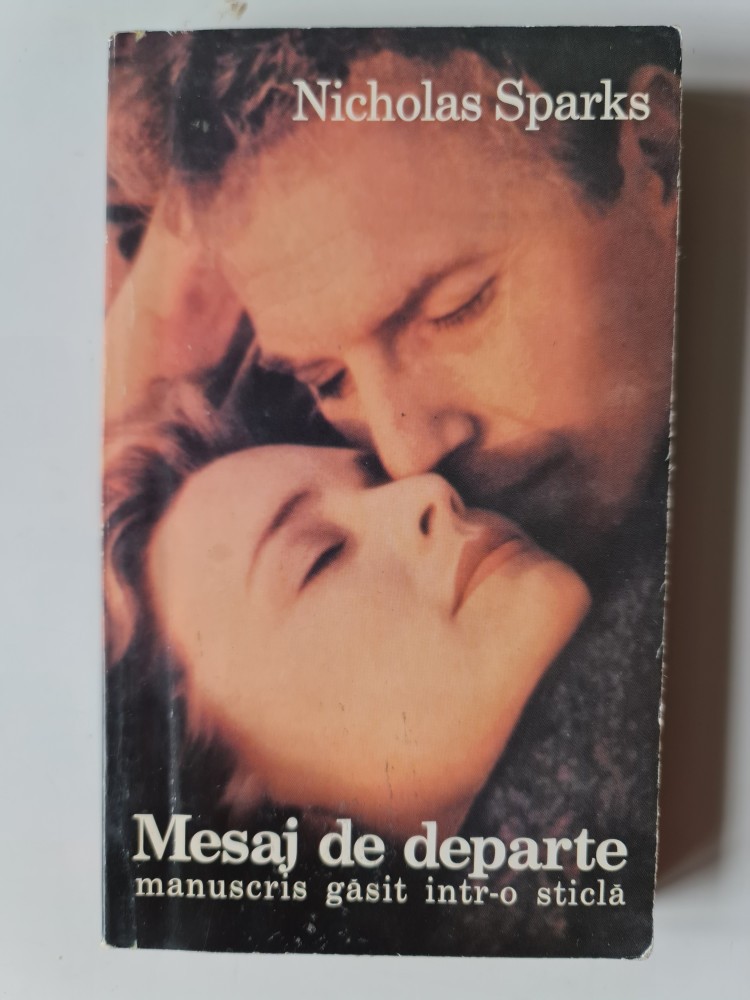 Nicholas Sparks
Mesaj de departe
manuscris găsit intr-o sticlă